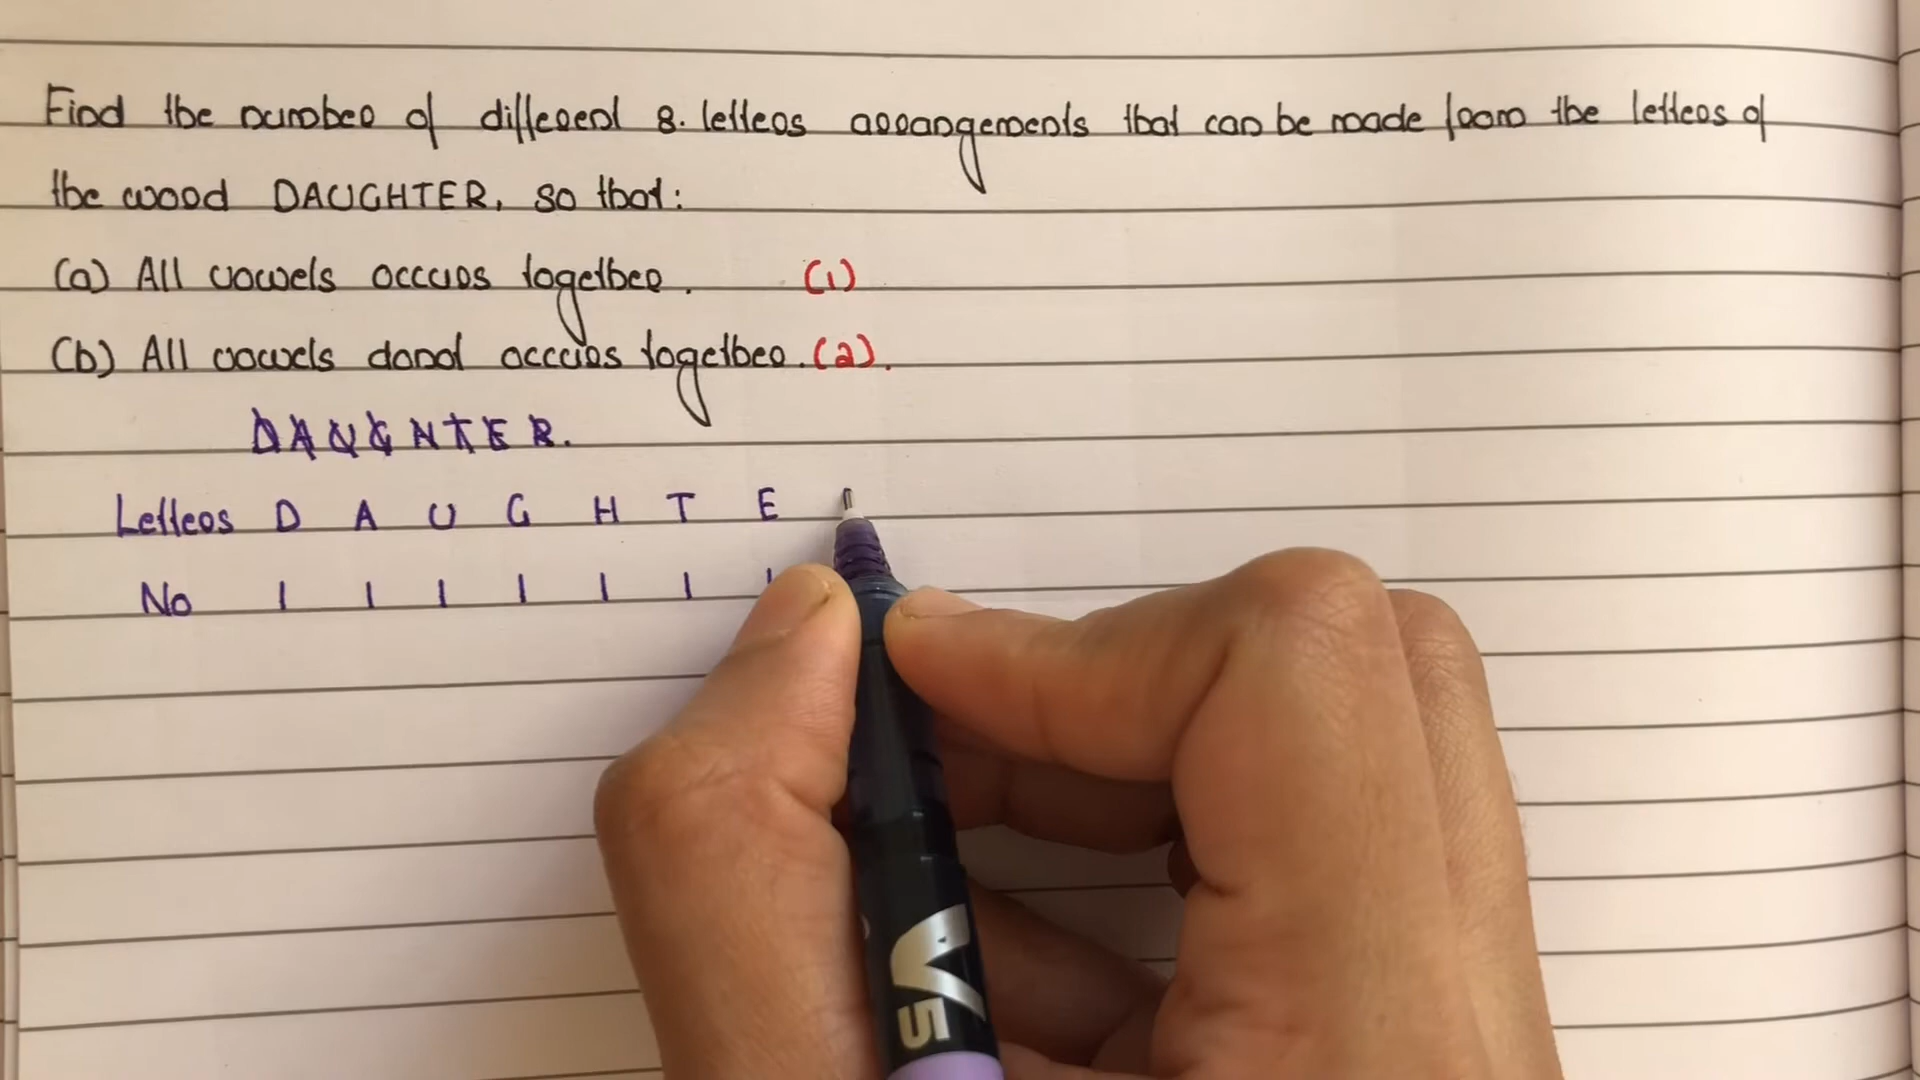 Find the number of different 8. letters arrangements that can be made from the letters of
the word DAUGHTER, so that:
(a) All vowels occurs together. (1)
(b) All vowels donot occurs together. (2).
DAUGHTER.
Letters D A U G H T E
No 1 1 1 1 1 1 1
V5